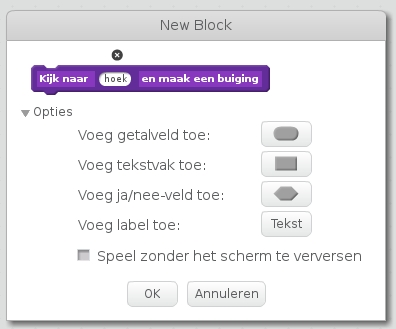 New Block
Kijk naar hoek en maak een buiging
Opties
Voeg getalveld toe:
Voeg tekstvak toe:
Voeg ja/nee-veld toe:
Voeg label toe: Tekst
Speel zonder het scherm te verversen
OK Annuleren